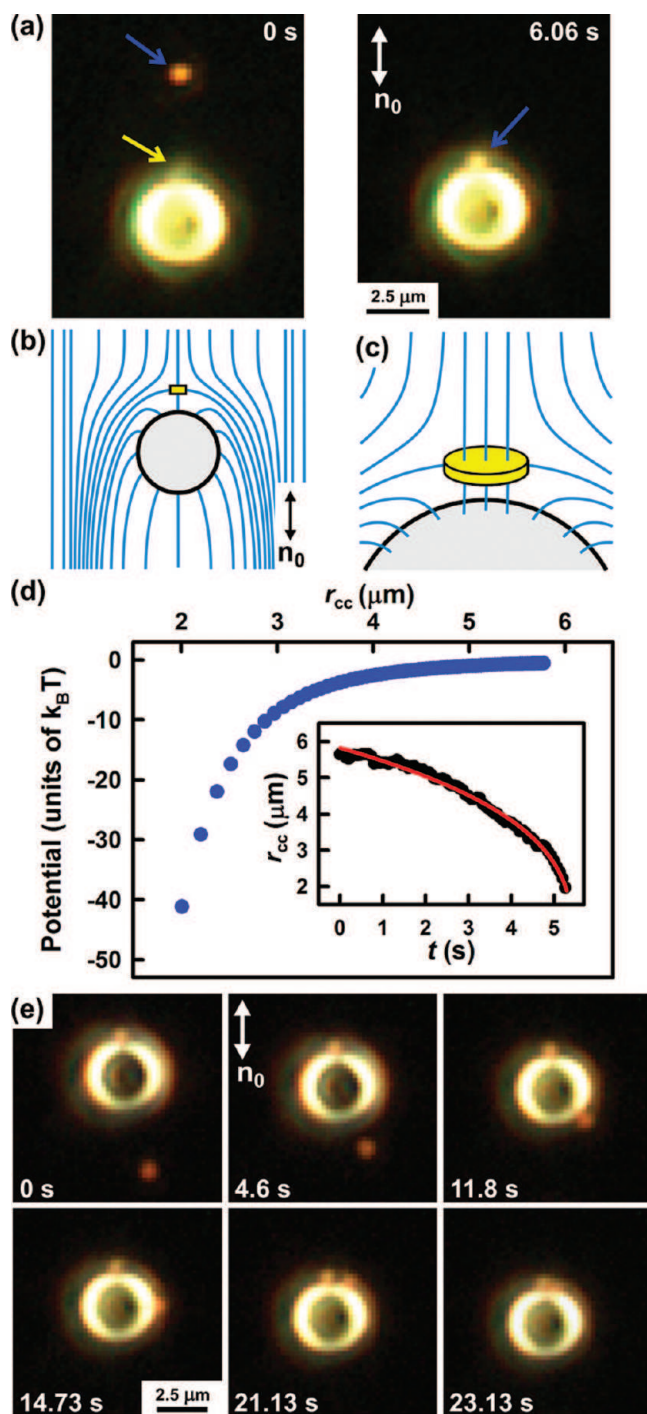 (a)
0 s
6.06 s
n0
2.5 μm
(b)
(c)
n0
(d)
rcc (μm)
2 3 4 5 6
0
-10
-20
-30
-40
-50
Potential (units of kBT)
6
5
4
3
2
rcc (μm)
0 1 2 3 4 5
t (s)
(e)
n0
0 s
4.6 s
11.8 s
14.73 s
2.5 μm
21.13 s
23.13 s